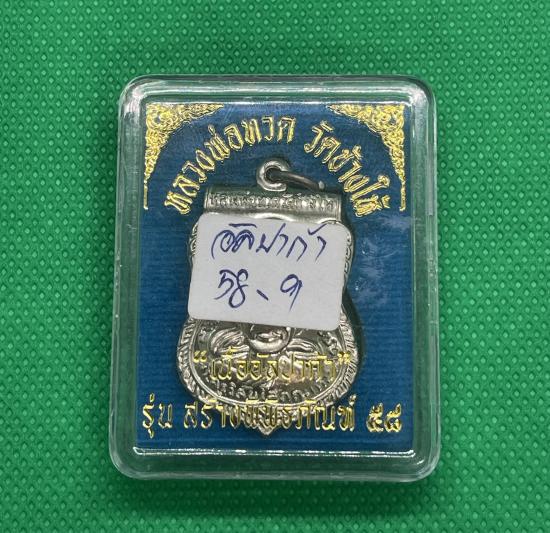 หลวงพ่อทวด วัดช้างให้
อัลปาก้า
58-9
"เนื้ออัลปาก้า"
รุ่น สร้างพิพิธภัณฑ์ ๕๘